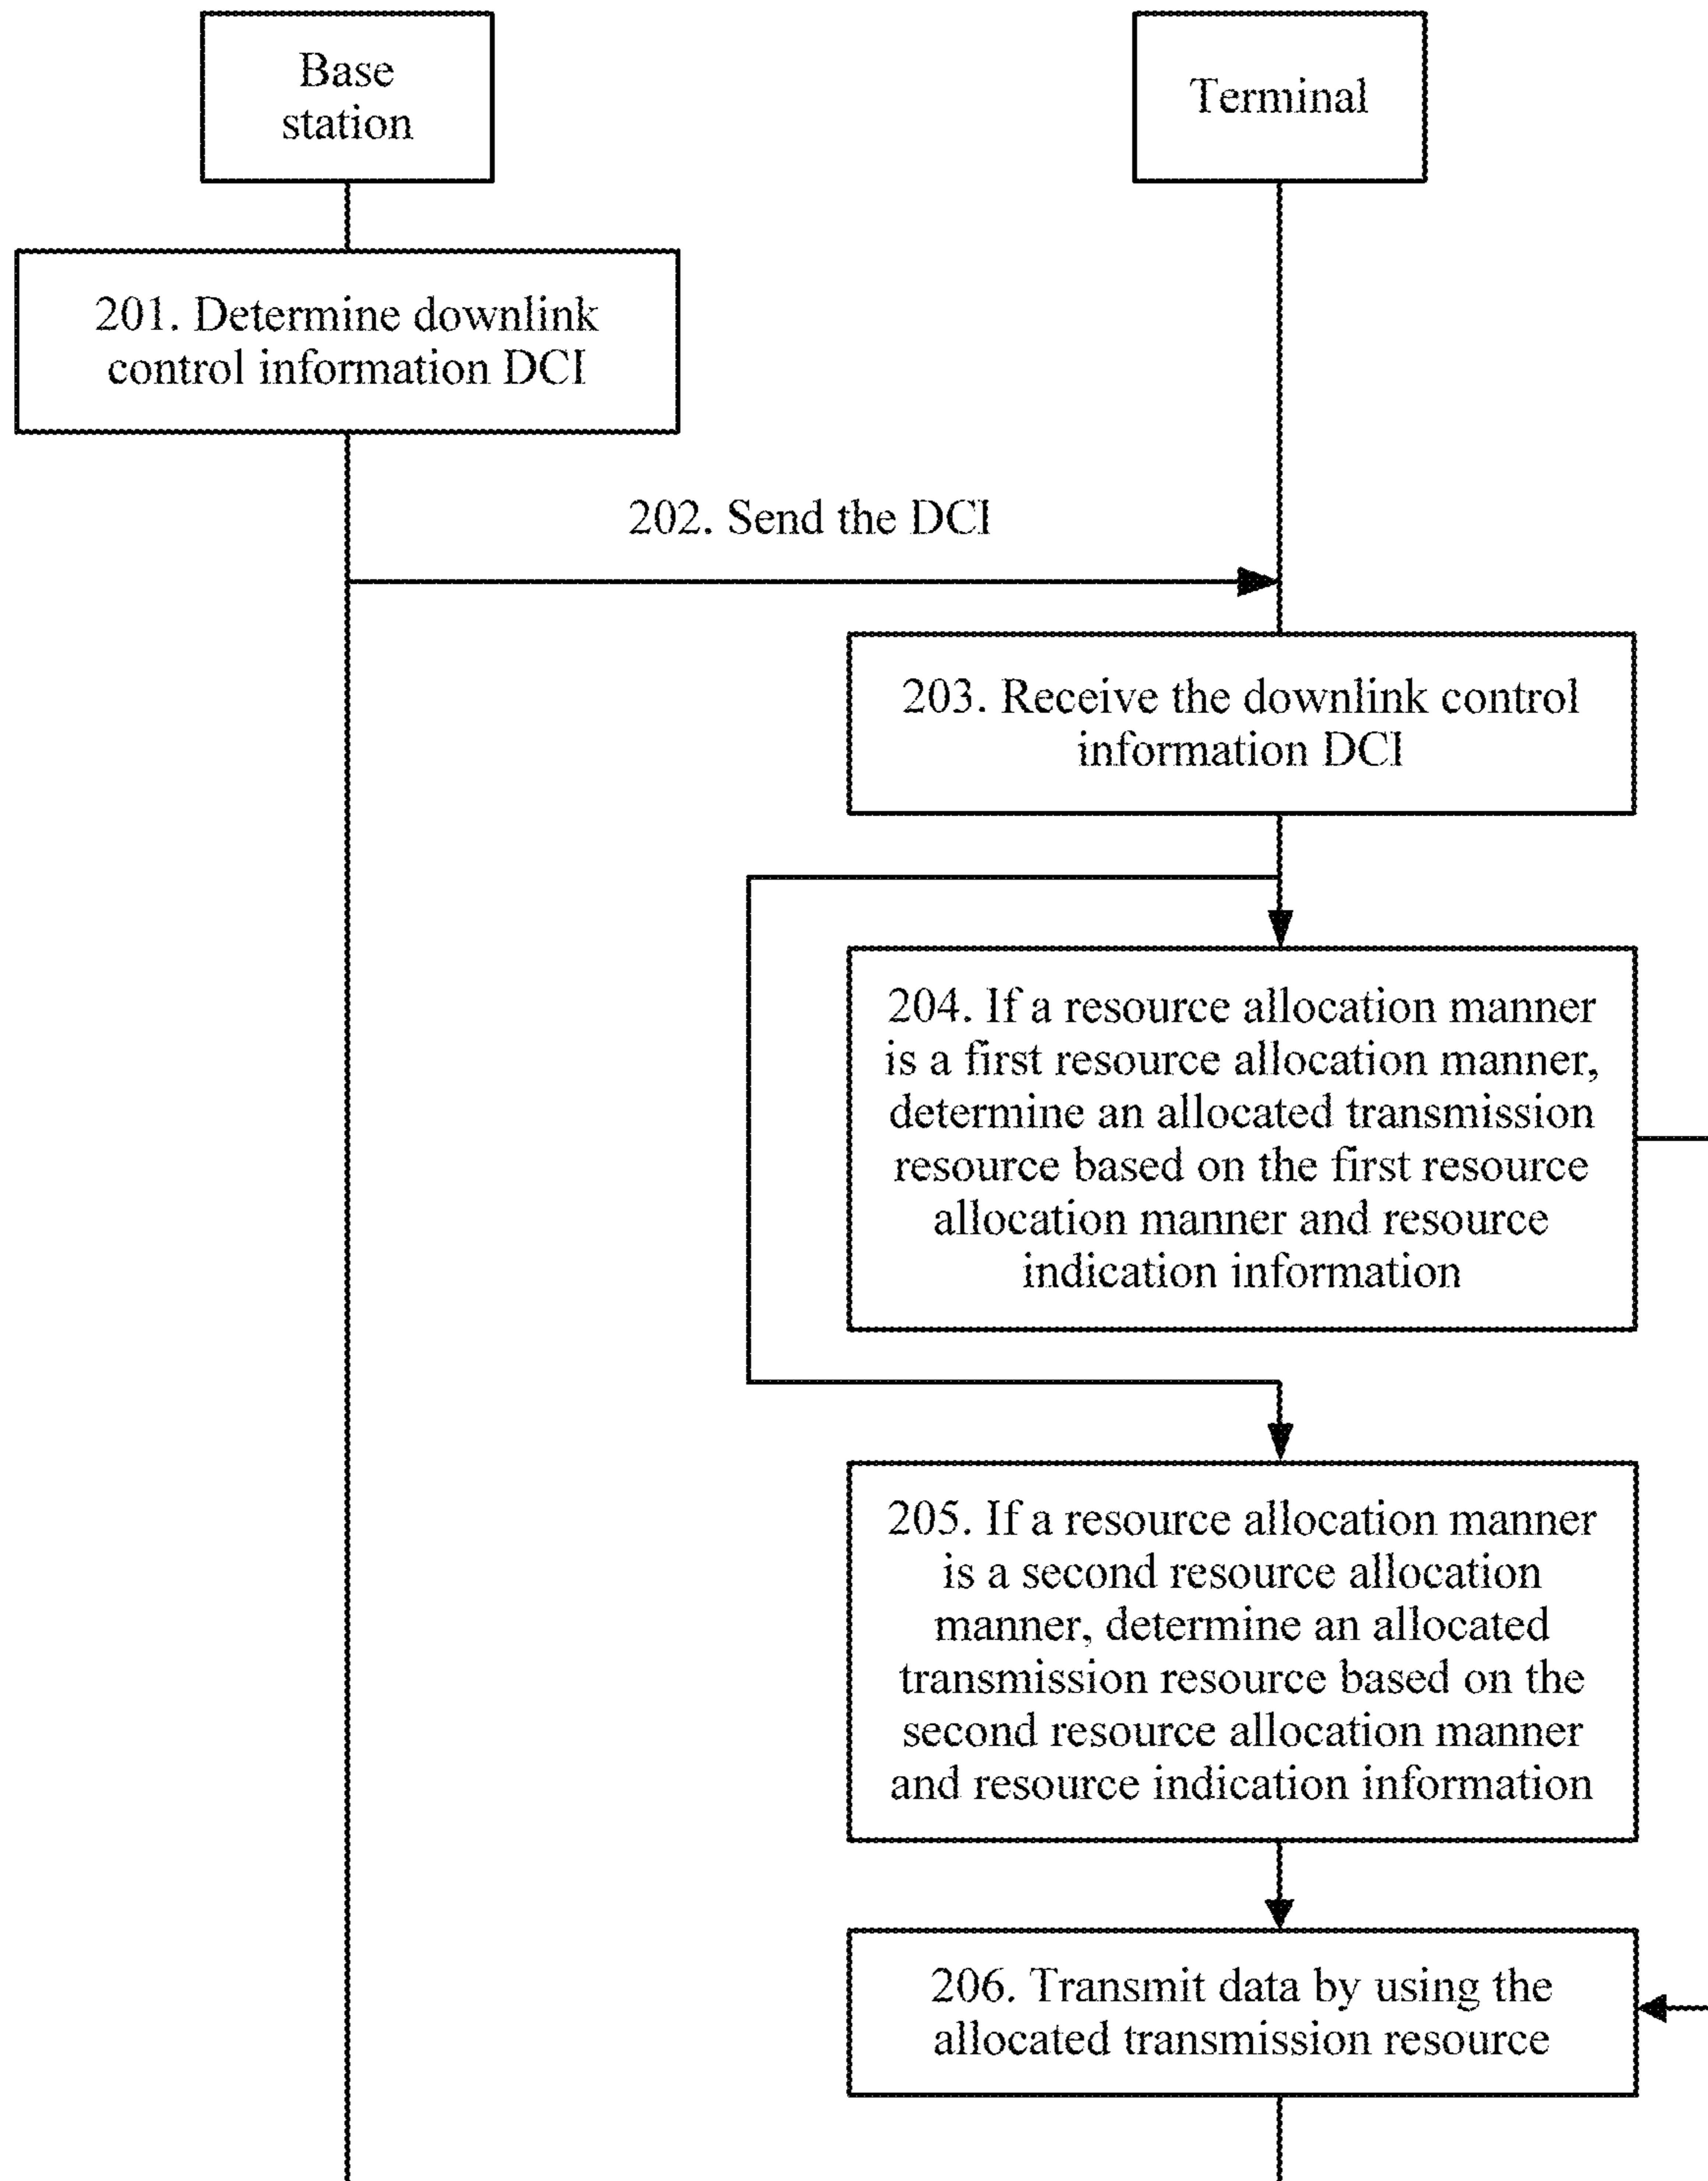 Base
station
Terminal
201. Determine downlink
control information DCI
202. Send the DCI
203. Receive the downlink control
information DCI
204. If a resource allocation manner
is a first resource allocation manner,
determine an allocated transmission
resource based on the first resource
allocation manner and resource
indication information
205. If a resource allocation manner
is a second resource allocation
manner, determine an allocated
transmission resource based on the
second resource allocation manner
and resource indication information
206. Transmit data by using the
allocated transmission resource